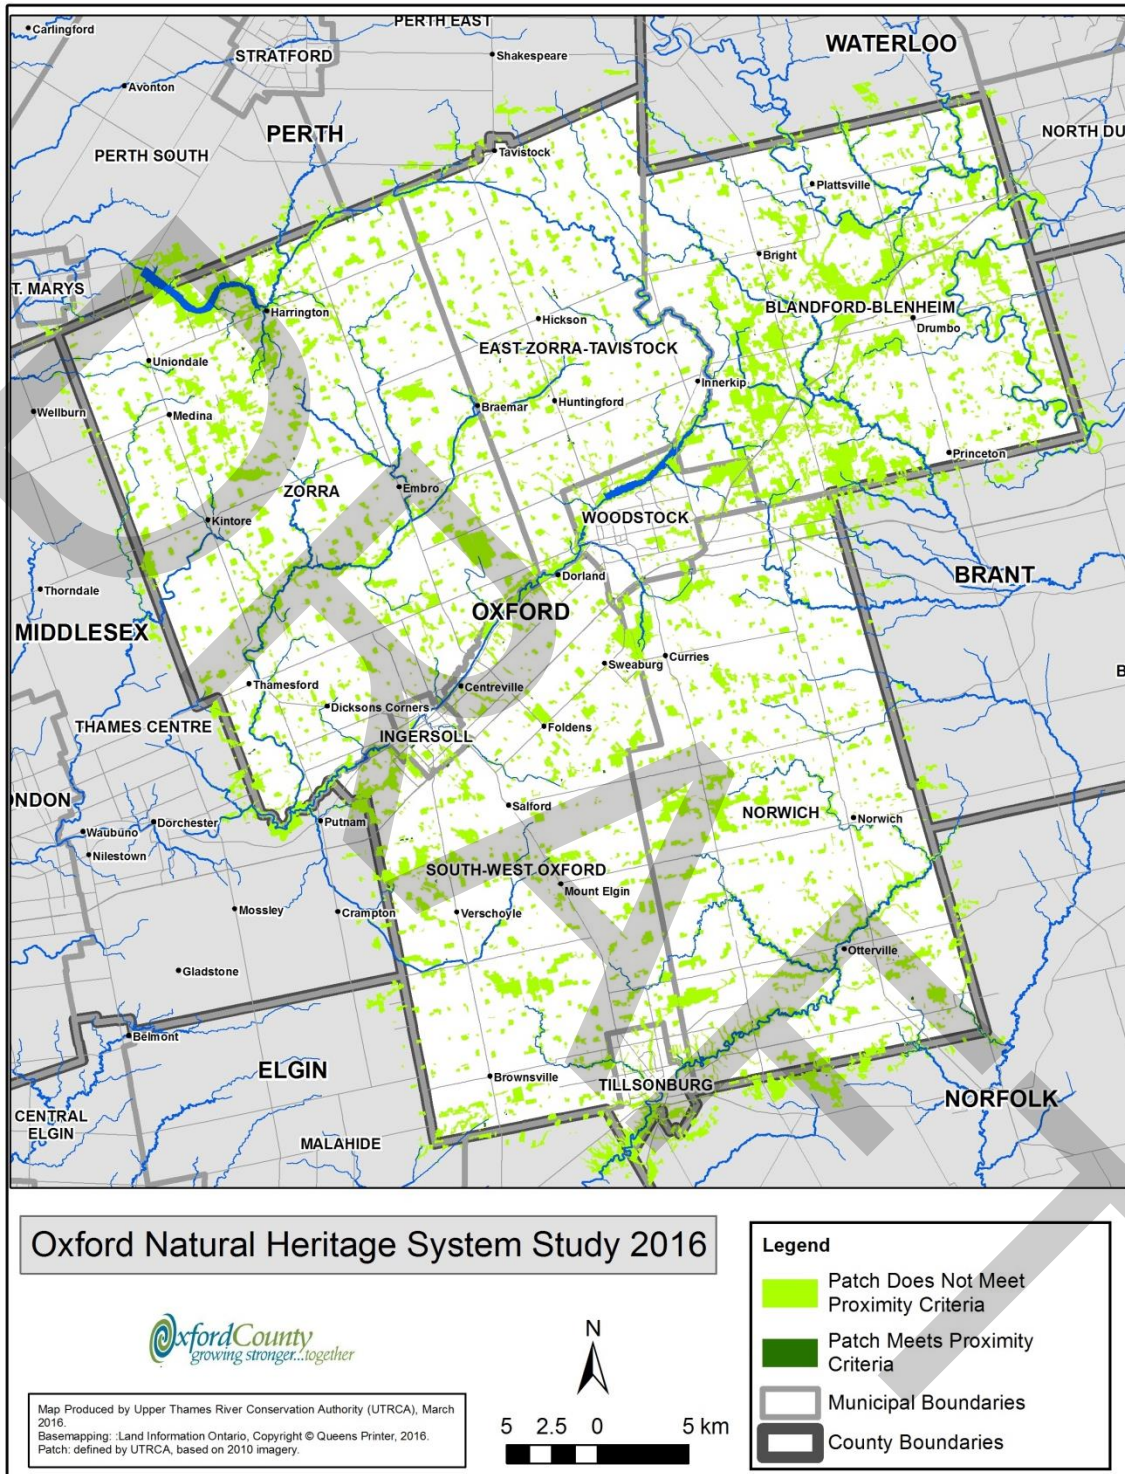 PERTH EAST
Carlingford
WATERLOO
STRATFORD
Shakespeare
Avonton
PERTH
NORTH DU
PERTH SOUTH
Tavistock
Plattsville
Bright
T. MARYS
Harrington
BLANDFORD-BLENHEIM
Hickson
Drumbo
EAST ZORRA-TAVISTOCK
Uniondale
Innerkip
Wellburn
Medina
Braemar
Huntingford
Princeton
ZORRA
Embro
Kintore
WOODSTOCK
Thorndale
Dorland
BRANT
OXFORD
MIDDLESEX
Sweaburg
Curries
B
Thamesford
Centreville
Dicksons Corners
THAMES CENTRE
Foldens
INGERSOLL
ONDON
Salford
NORWICH
Norwich
Waubuno
Dorchester
Putnam
Nilestown
SOUTH-WEST OXFORD
Mount Elgin
Mossley
Crampton
Verschoyle
Otterville
Gladstone
Belmont
ELGIN
Brownsville
TILLSONBURG
NORFOLK
CENTRAL
ELGIN
MALAHIDE
DRAFT
Oxford Natural Heritage System Study 2016
OxfordCounty
growing stronger...together
Map Produced by Upper Thames River Conservation Authority (UTRCA), March
2016.
Basemapping: :Land Information Ontario, Copyright © Queens Printer, 2016.
Patch: defined by UTRCA, based on 2010 imagery.
N
5 2.5 0 5 km
Legend
Patch Does Not Meet
Proximity Criteria
Patch Meets Proximity
Criteria
Municipal Boundaries
County Boundaries